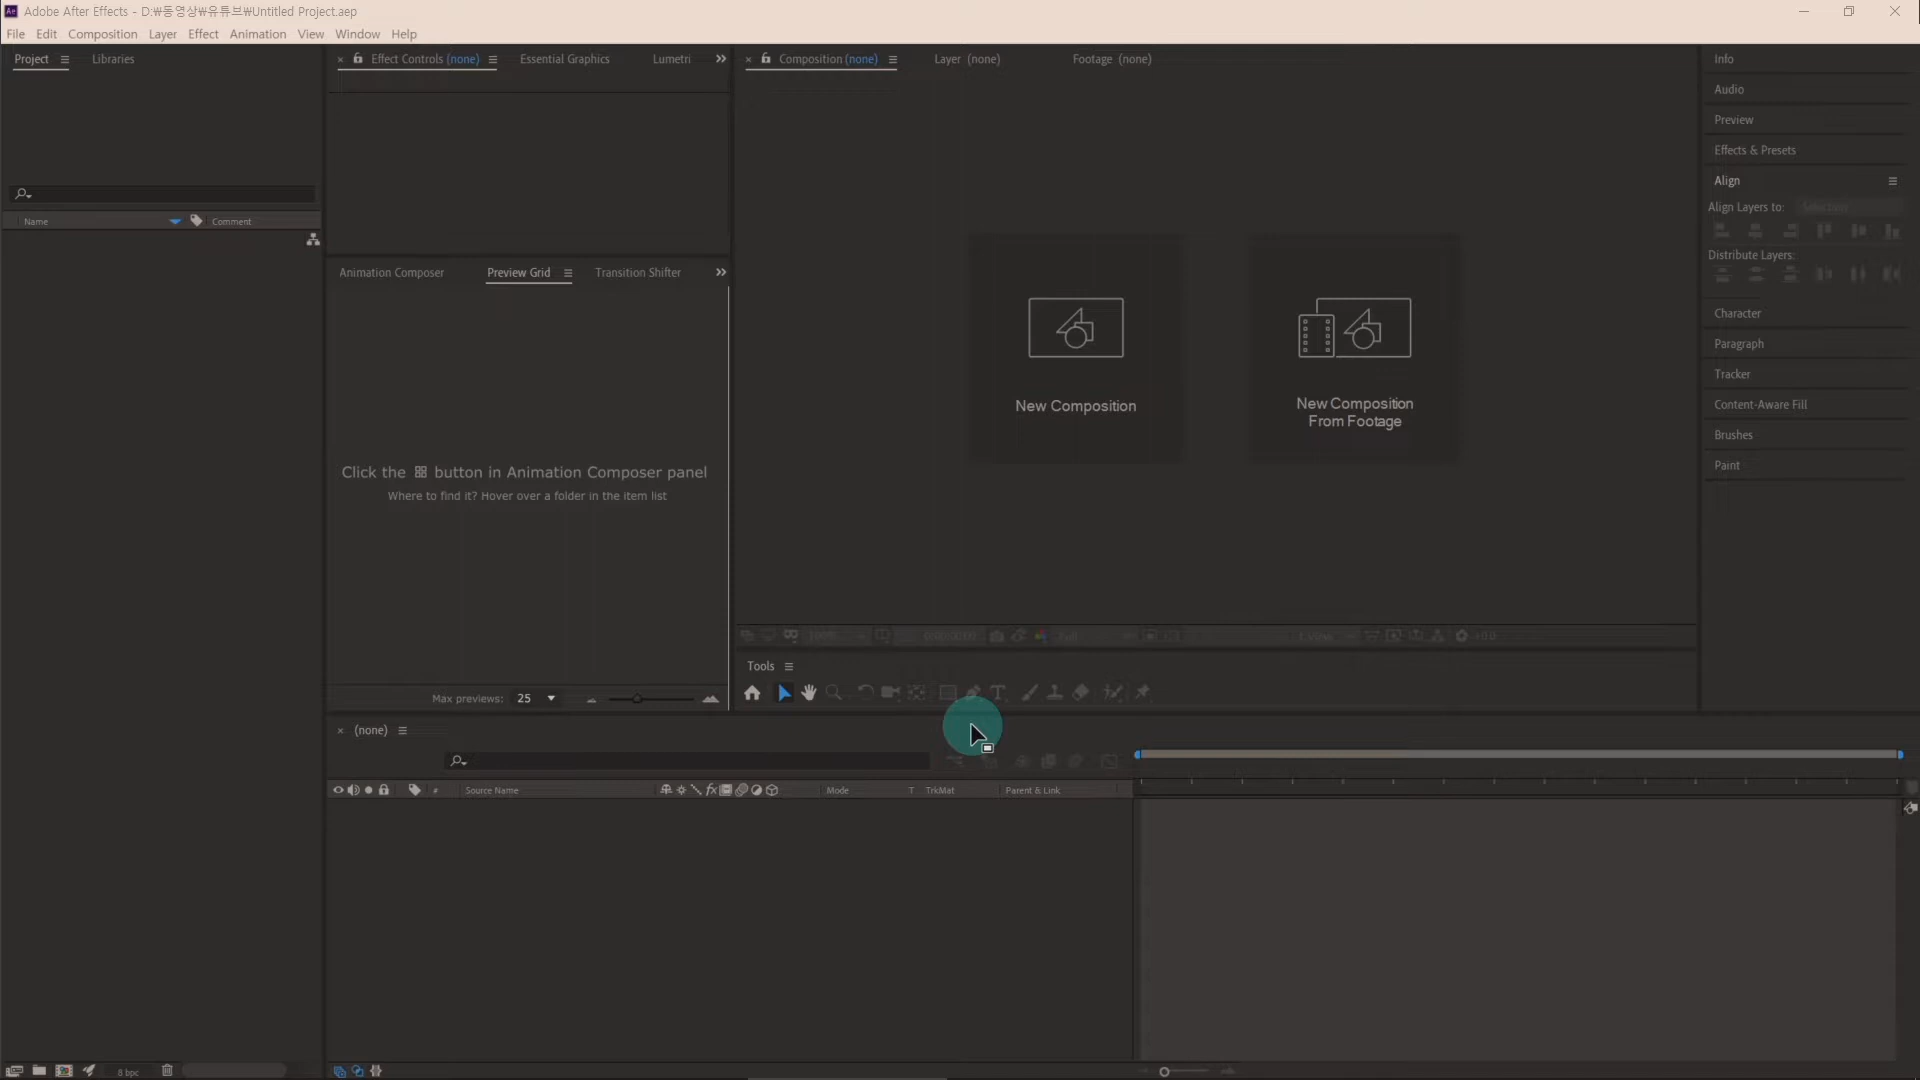 Adobe After Effects - D:₩동영상₩유튜브₩Untitled Project.aep
File Edit Composition Layer Effect Animation View Window Help
Project Libraries
Effect Controls (none) Essential Graphics Lumetri
Composition (none) Layer (none) Footage (none)
Info
Audio
Preview
Effects & Presets
Align
Align Layers to: Selection
Distribute Layers:
Character
Paragraph
Tracker
Content-Aware Fill
Brushes
Paint
Name Comment
Animation Composer Preview Grid Transition Shifter
New Composition
New Composition
From Footage
Click the button in Animation Composer panel
Where to find it? Hover over a folder in the item list
Max previews: 25
Tools
(none)
# Source Name Mode T TrkMat Parent & Link
8 bpc